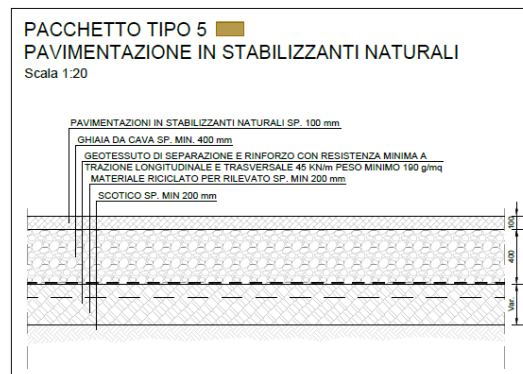 PACCHETTO TIPO 5
PAVIMENTAZIONE IN STABILIZZANTI NATURALI
Scala 1:20
PAVIMENTAZIONI IN STABILIZZANTI NATURALI SP. 100 mm
GHIAIA DA CAVA SP. MIN. 400 mm
GEOTESSUTO DI SEPARAZIONE E RINFORZO CON RESISTENZA MINIMA A
TRAZIONE LONGITUDINALE E TRASVERSALE 45 KN/m PESO MINIMO 190 g/mq
MATERIALE RICICLATO PER RILEVATO SP. MIN 200 mm
SCOTICO SP. MIN 200 mm
100
400
Var.